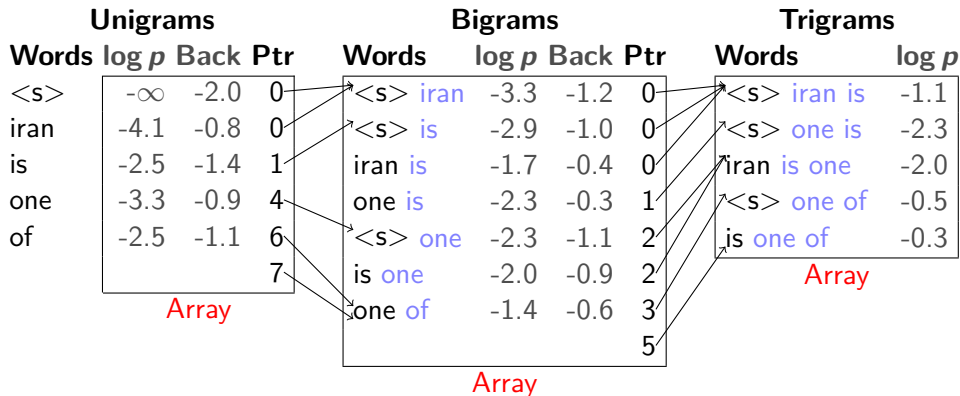 Unigrams Bigrams Trigrams
Words log p Back Ptr Words log p Back Ptr Words log p
<s> -∞ -2.0 0 <s> iran -3.3 -1.2 0 <s> iran is -1.1
iran -4.1 -0.8 0 <s> is -2.9 -1.0 0 <s> one is -2.3
is -2.5 -1.4 1 iran is -1.7 -0.4 0 iran is one -2.0
one -3.3 -0.9 4 one is -2.3 -0.3 1 <s> one of -0.5
of -2.5 -1.1 6 <s> one -2.3 -1.1 2 is one of -0.3
7 is one -2.0 -0.9 2 Array
Array one of -1.4 -0.6 3
5
Array